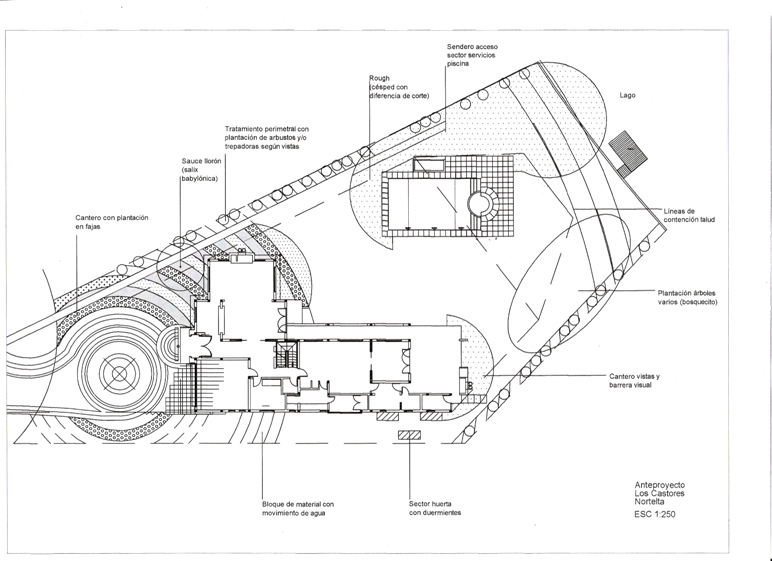 Sendero acceso
sector servicios
piscina
Rough
(césped con
diferencia de corte)
Lago
Tratamiento perimetral con
plantación de arbustos y/o
trepadoras según vistas
Sauce llorón
(salix
babylónica)
Cantero con plantación
en fajas
Líneas de
contención talud
Plantación árboles
varios (bosquecito)
Cantero vistas y
barrera visual
Bloque de material con
movimiento de agua
Sector huerta
con duermientes
Anteproyecto
Los Castores
Nortelta
ESC 1:250